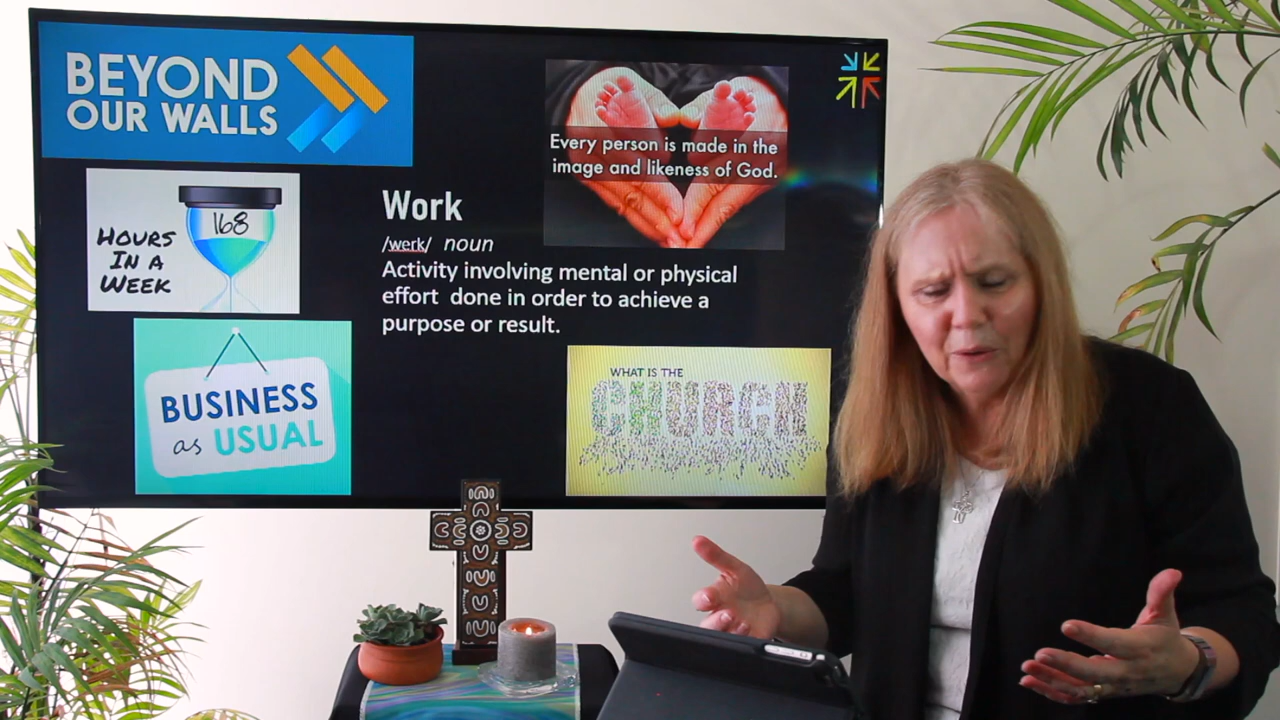 BEYOND
OUR WALLS
Every person is made in the
image and likeness of God.
168
HOURS
IN A
WEEK
Work
/werk/ noun
Activity involving mental or physical
effort done in order to achieve a
purpose or result.
BUSINESS
as USUAL
WHAT IS THE
CHURCH